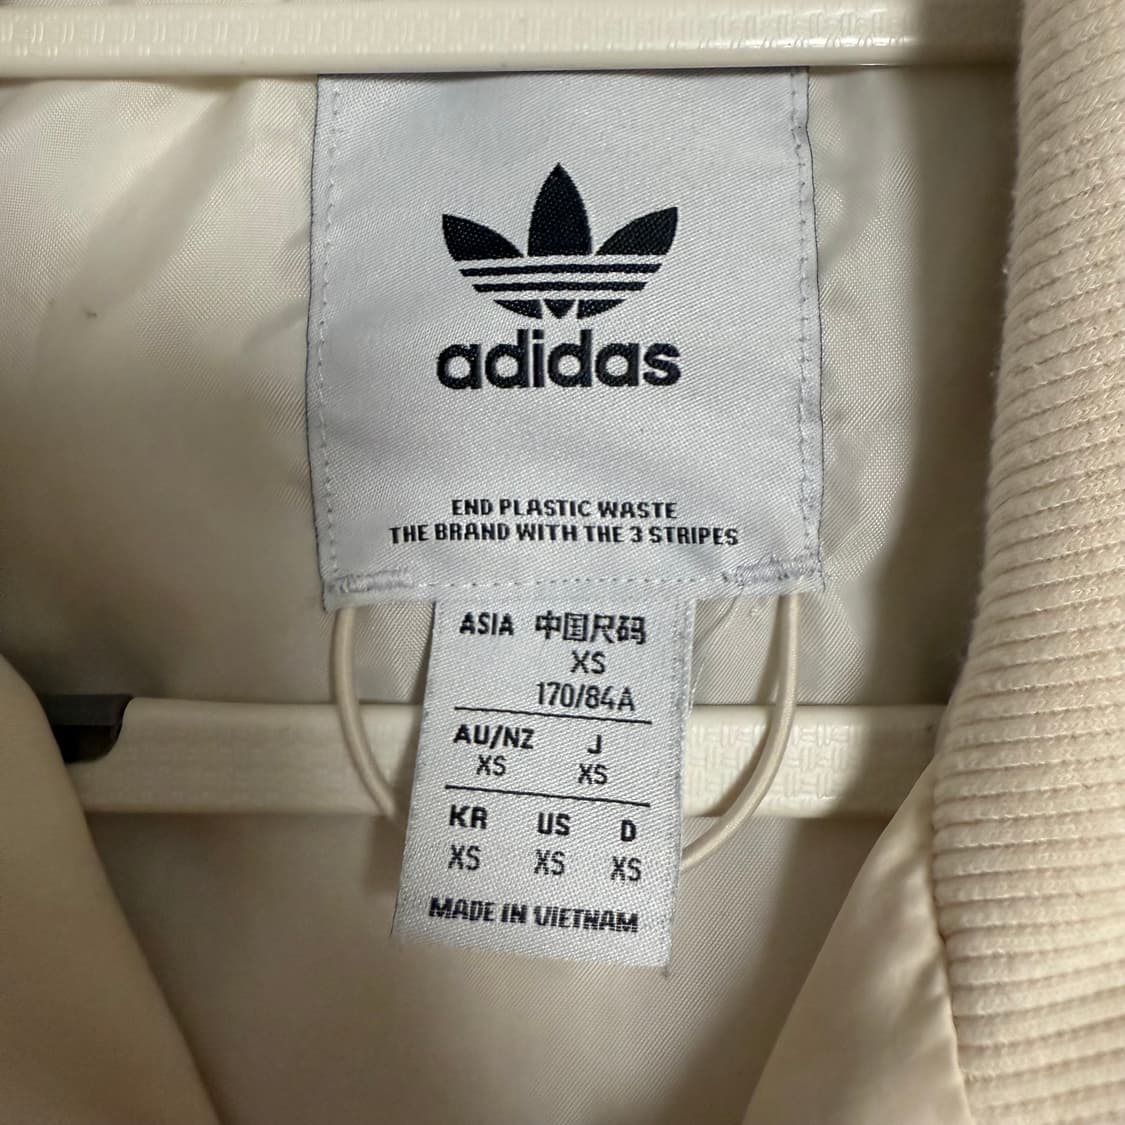 adidas
END PLASTIC WASTE
THE BRAND WITH THE 3 STRIPES
ASIA 中国尺码
XS
170/84A
AU/NZ J
XS XS
KR US D
XS XS XS
MADE IN VIETNAM